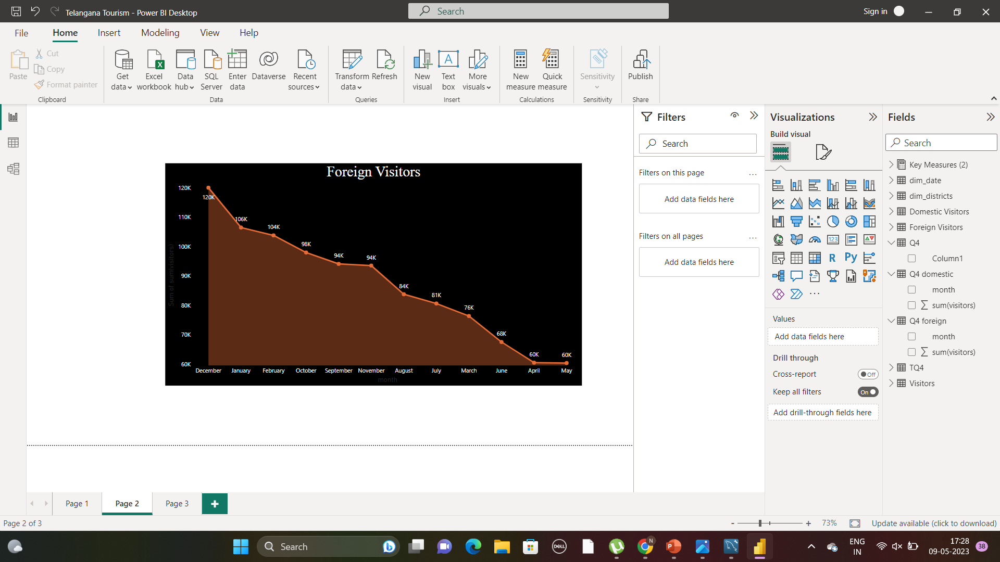 Telangana Tourism - Power BI Desktop
Search
Sign in
File Home Insert Modeling View Help
Paste
Cut
Copy
Format painter
Clipboard
Get data
Excel workbook
Data hub
SQL Server
Enter data
Dataverse
Recent sources
Data
Transform data
Refresh
Queries
New visual
Text box
More visuals
Insert
New measure
Quick measure
Calculations
Sensitivity
Sensitivity
Publish
Share
Foreign Visitors
120K
110K
100K
90K
80K
70K
60K
Sum of sum(visitors)
120K 106K 104K 98K 94K 94K 84K 81K 76K 68K 60K 60K
December January February October September November August July March June April May
month
Filters
Search
Filters on this page ...
Add data fields here
Filters on all pages ...
Add data fields here
Visualizations
Build visual
123
R
Py
...
Values
Add data fields here
Drill through
Cross-report Off
Keep all filters On
Add drill-through fields here
Fields
Search
Key Measures (2)
dim_date
dim_districts
Domestic Visitors
Foreign Visitors
Q4
Column1
Q4 domestic
month
∑ sum(visitors)
Q4 foreign
month
∑ sum(visitors)
TQ4
Visitors
Page 1 Page 2 Page 3 +
Page 2 of 3
- + 73%
Update available (click to download)
Search
DELL
N
P
ENG
IN
17:28
09-05-2023
38